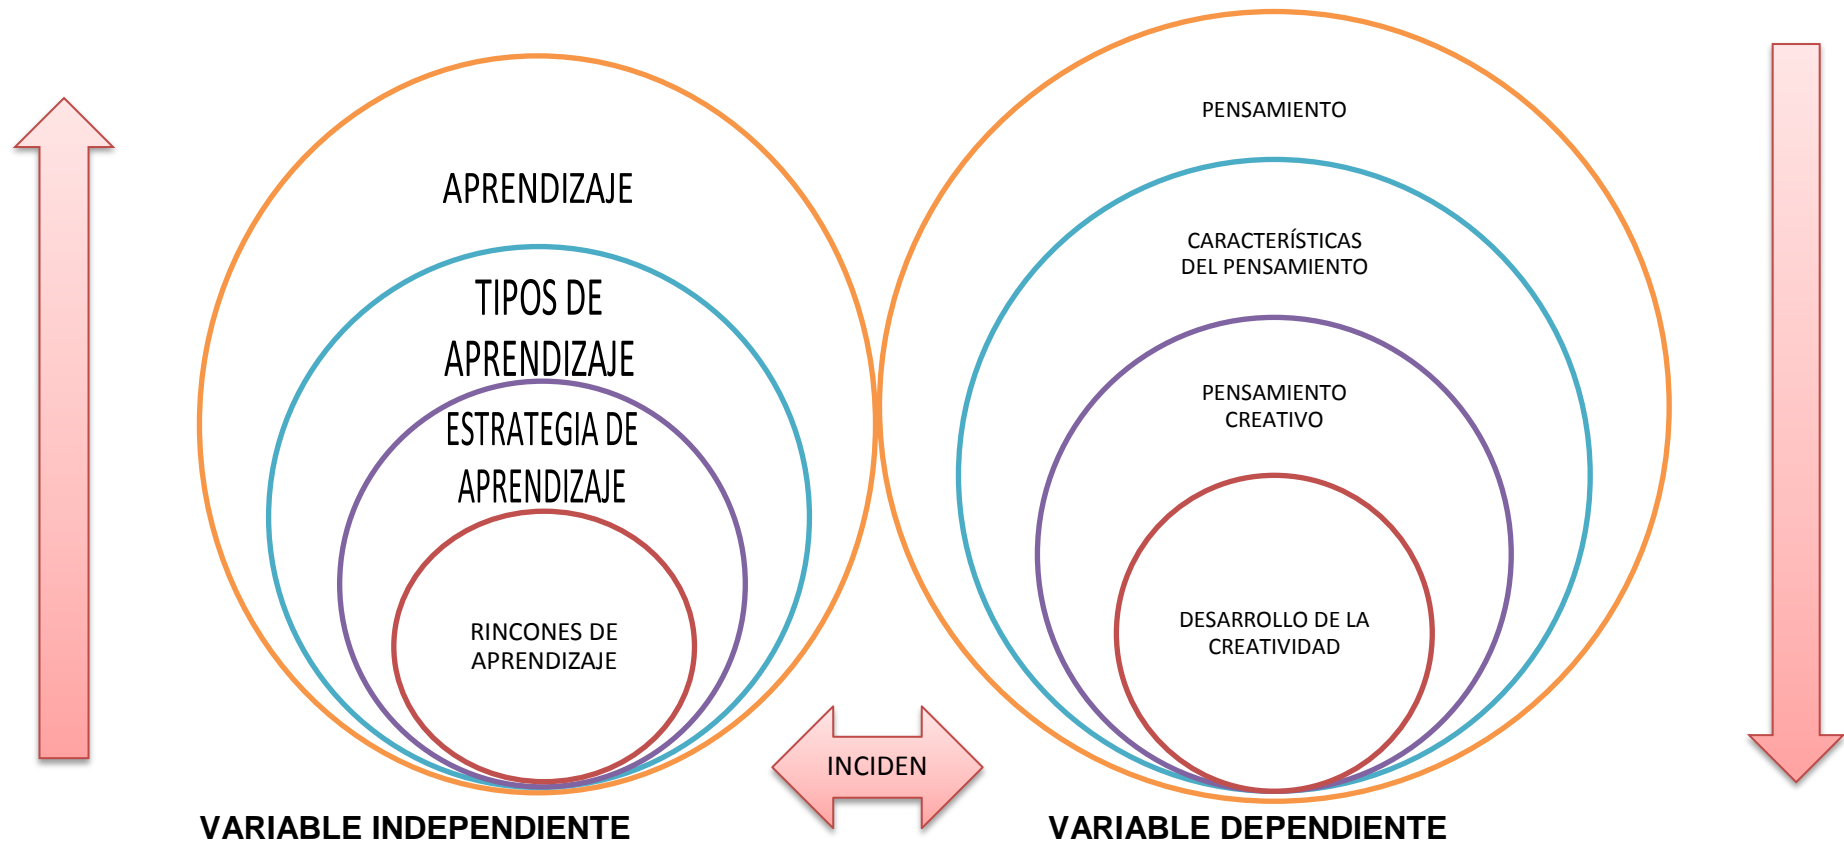 APRENDIZAJE
TIPOS DE
APRENDIZAJE
ESTRATEGIA DE
APRENDIZAJE
RINCONES DE
APRENDIZAJE
PENSAMIENTO
CARACTERÍSTICAS
DEL PENSAMIENTO
PENSAMIENTO
CREATIVO
DESARROLLO DE LA
CREATIVIDAD
INCIDEN
VARIABLE INDEPENDIENTE
VARIABLE DEPENDIENTE